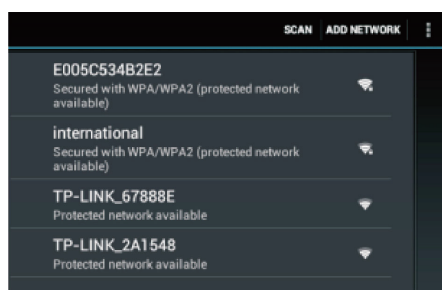 SCAN ADD NETWORK
E005C534B2E2
Secured with WPA/WPA2 (protected network
available)
international
Secured with WPA/WPA2 (protected network
available)
TP-LINK_67888E
Protected network available
TP-LINK_2A1548
Protected network available